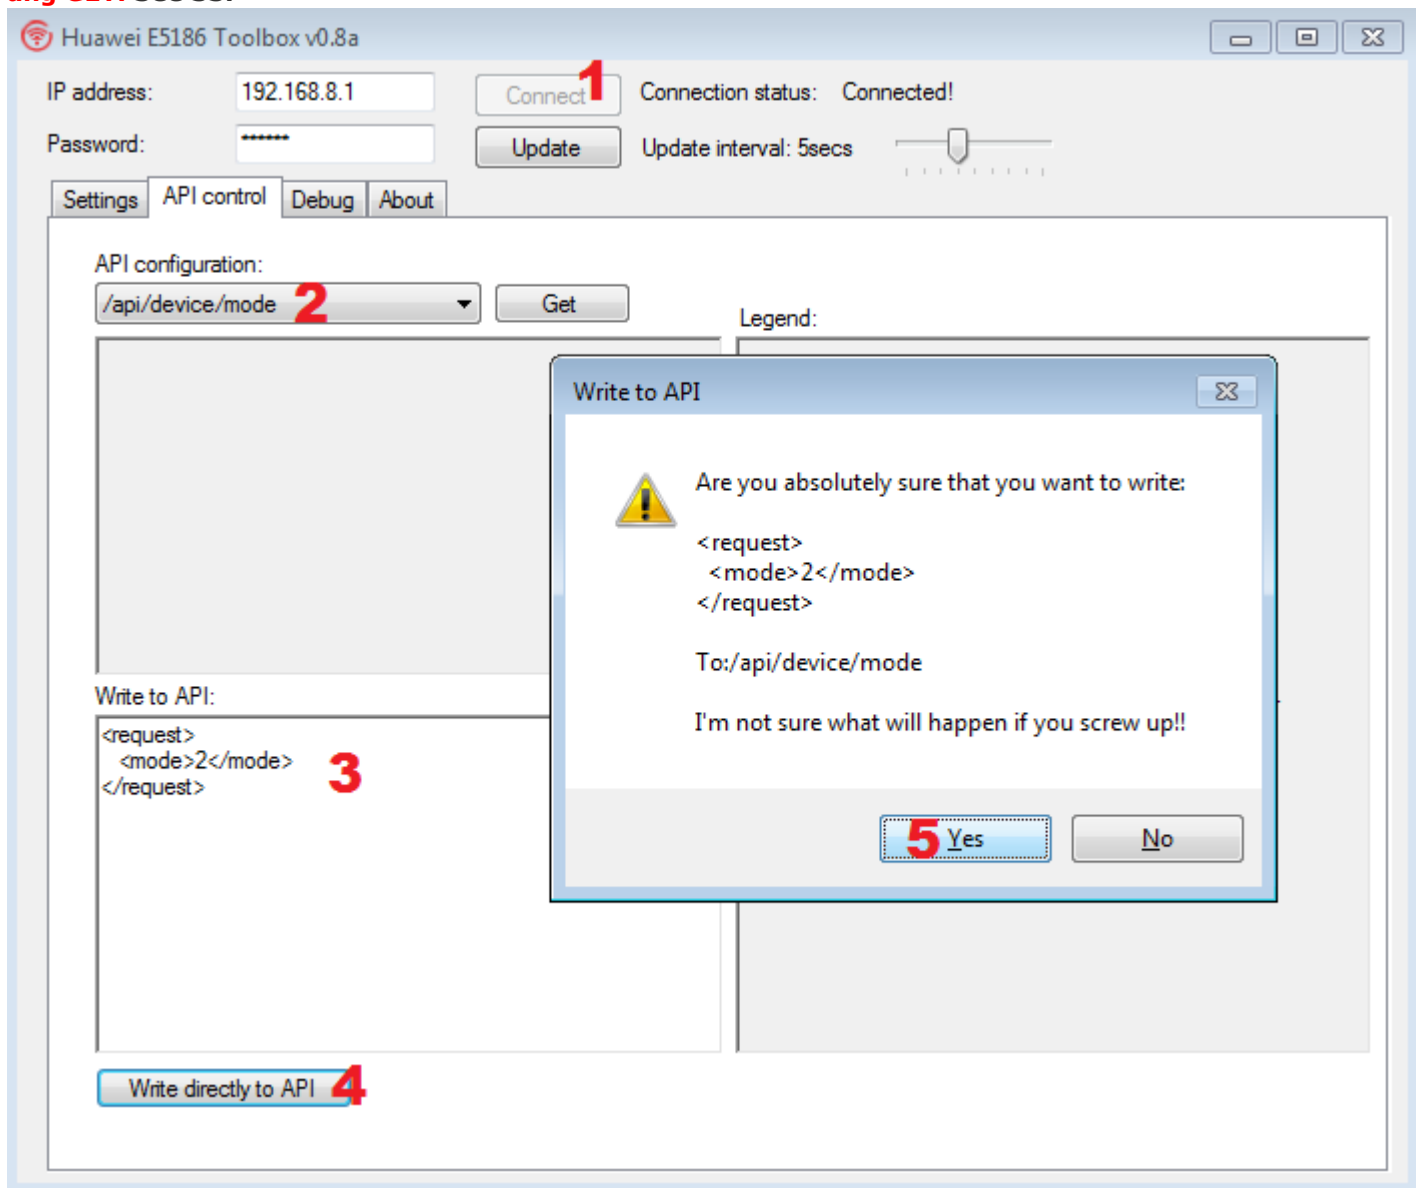 Huawei E5186 Toolbox v0.8a
IP address: 192.168.8.1 Connect 1 Connection status: Connected!
Password: ****** Update Update interval: 5secs
Settings API control Debug About
API configuration:
/api/device/mode 2 Get
Legend:
Write to API
Are you absolutely sure that you want to write:
<request>
<mode>2</mode>
</request>
To:/api/device/mode
I'm not sure what will happen if you screw up!!
5 Yes No
Write to API:
<request>
<mode>2</mode>
</request>
3
Write directly to API 4